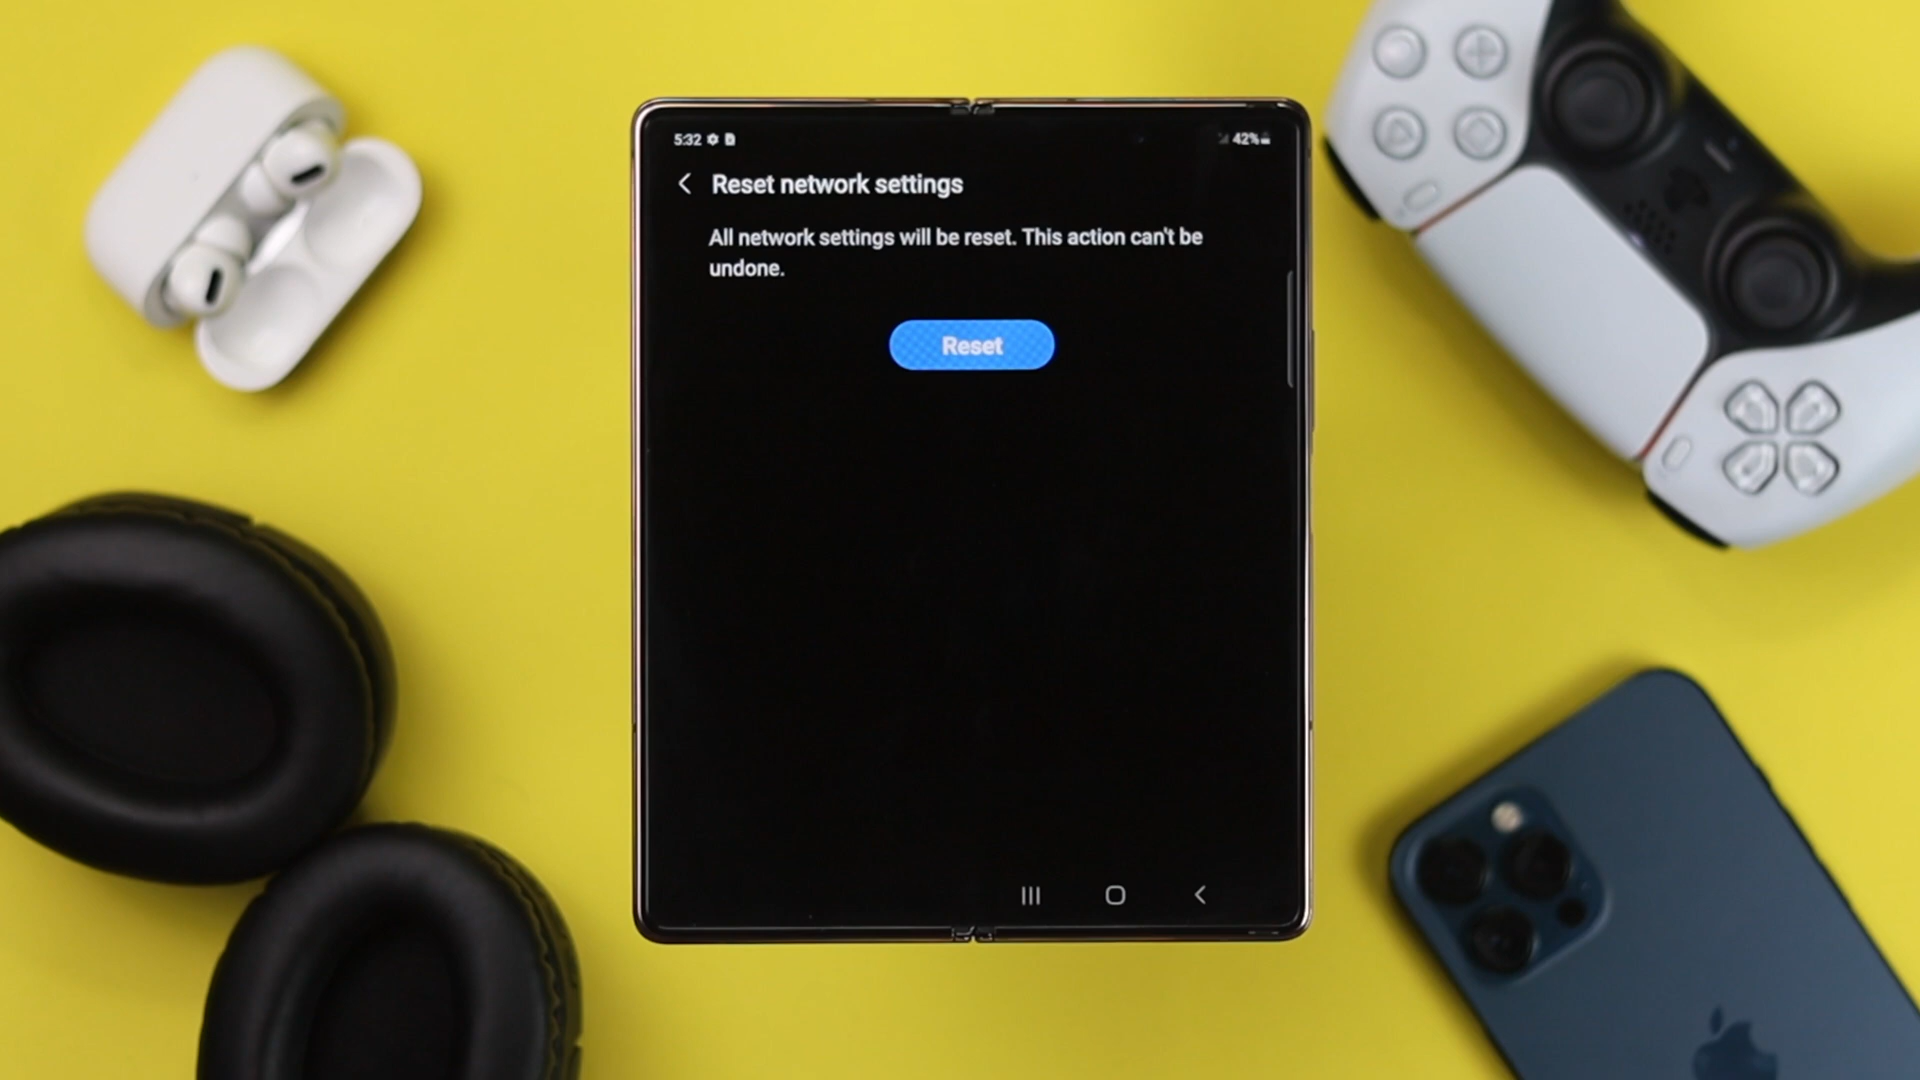 5:32
42%
Reset network settings
All network settings will be reset. This action can't be
undone.
Reset